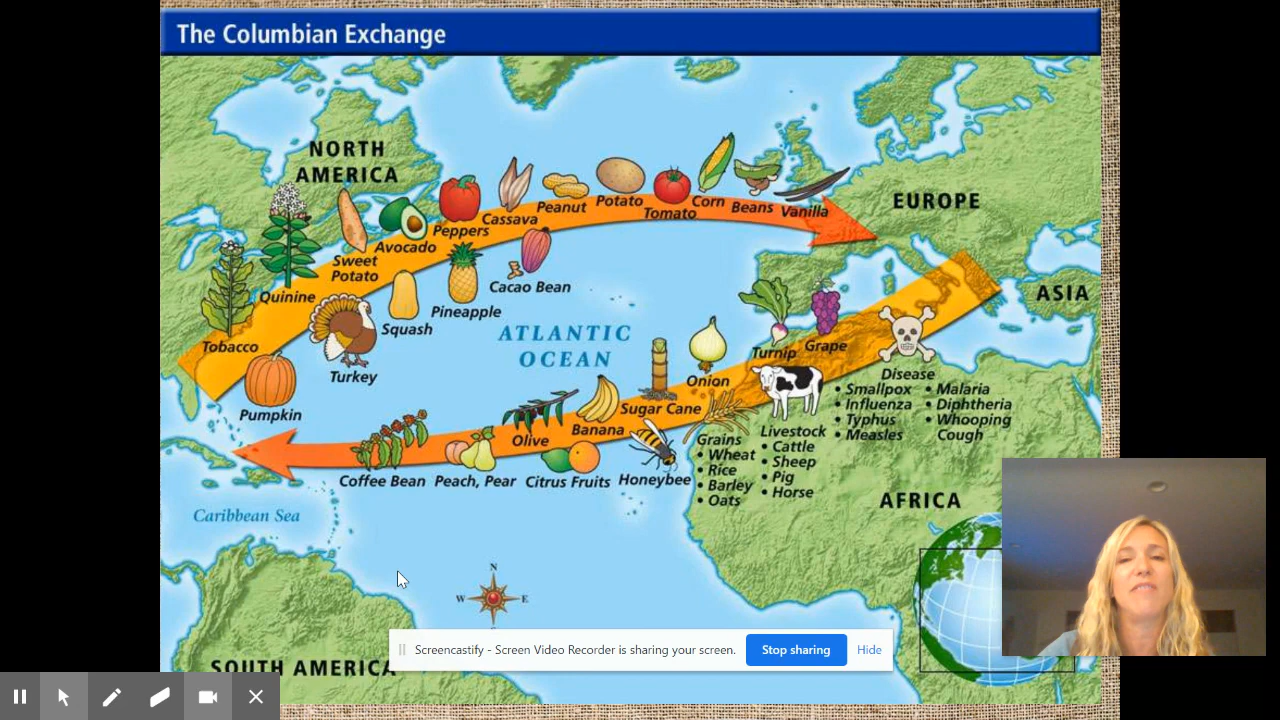 The Columbian Exchange
NORTH
AMERICA
EUROPE
ASIA
AFRICA
SOUTH AMERICA
ATLANTIC
OCEAN
Caribbean Sea
Tobacco
Quinine
Sweet
Potato
Avocado
Peppers
Cassava
Peanut
Potato
Tomato
Corn
Beans
Vanilla
Pumpkin
Turkey
Squash
Pineapple
Cacao Bean
Coffee Bean
Peach, Pear
Olive
Citrus Fruits
Banana
Honeybee
Sugar Cane
Onion
Turnip
Grape
Grains
• Wheat
• Rice
• Barley
• Oats
Livestock
• Cattle
• Sheep
• Pig
• Horse
Disease
• Smallpox
• Influenza
• Typhus
• Measles
• Malaria
• Diphtheria
• Whooping
Cough
N
W
E
Screencastify - Screen Video Recorder is sharing your screen.
Stop sharing
Hide